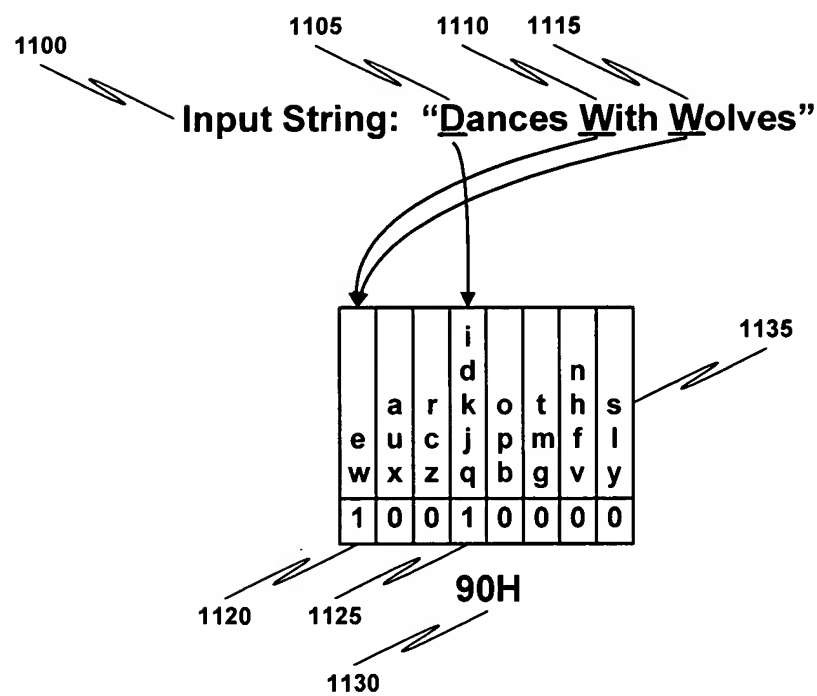 1105 1110 1115
1100
Input String: “Dances With Wolves”
1135
i
d n
a r k o t h s
e u c j p m f l
w x z q b g v y
1 0 0 1 0 0 0 0
90H
1120 1125
1130